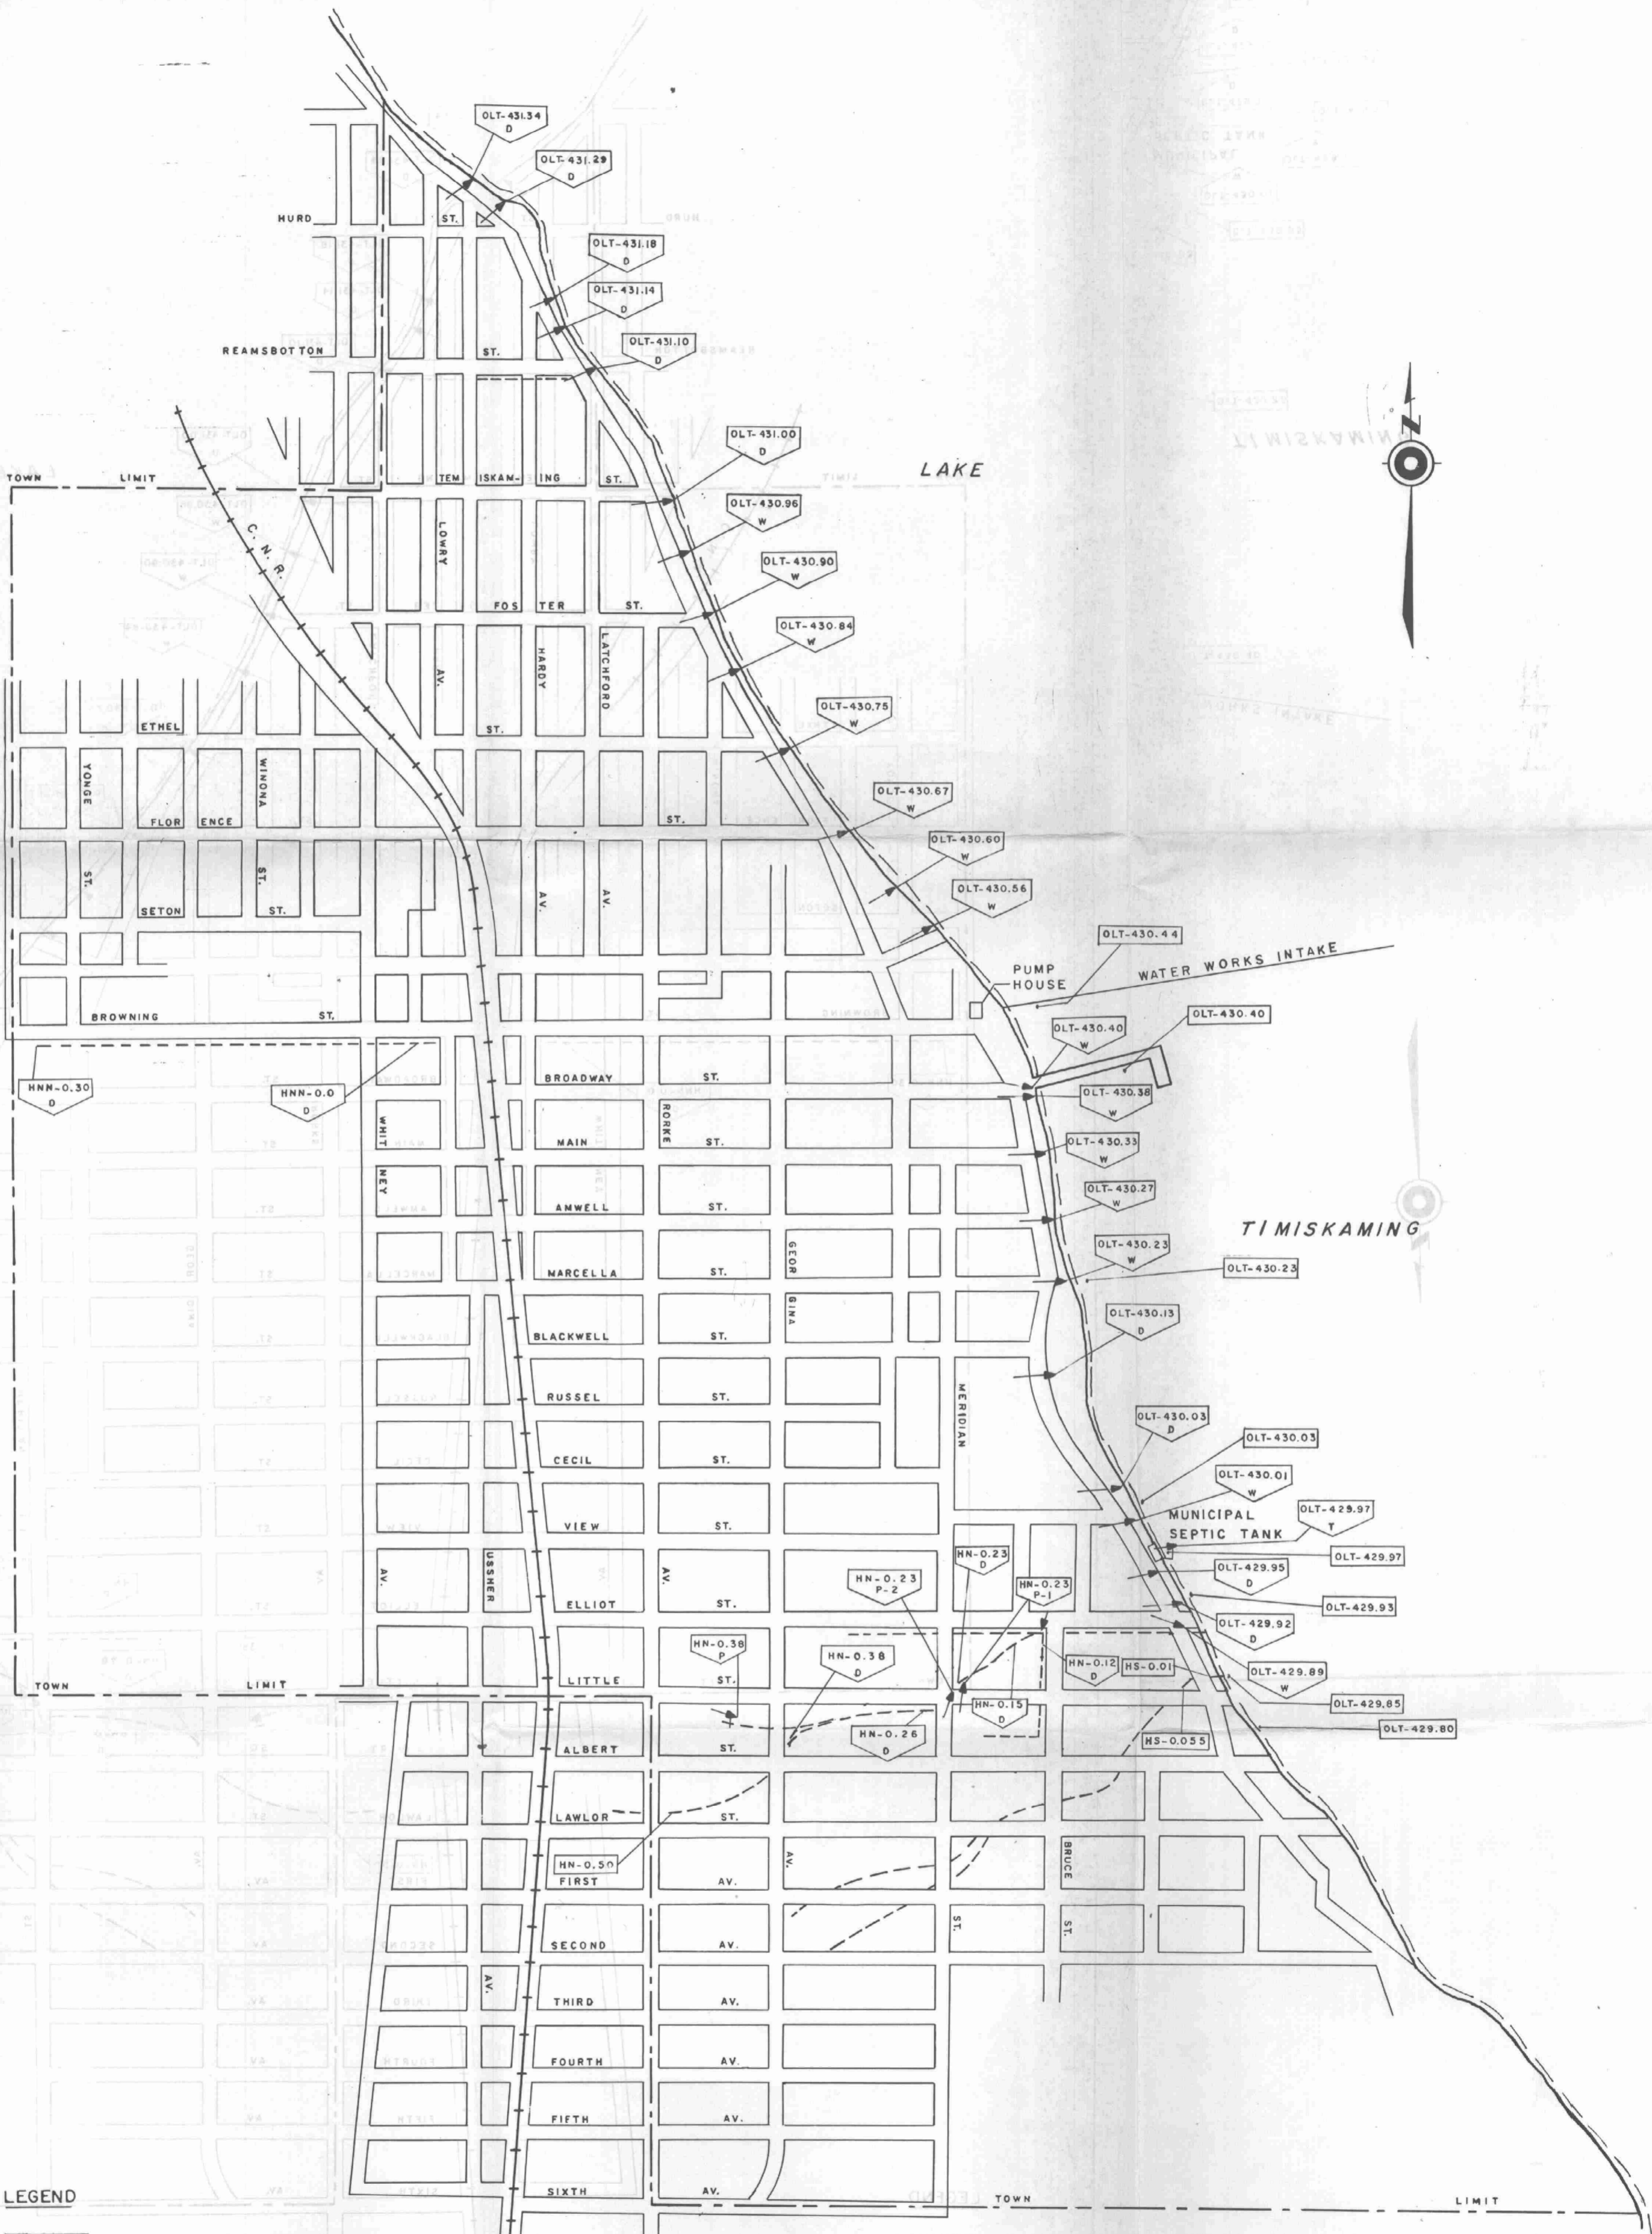 OLT-431.34
D
OLT-431.29
D
HURD
ST.
OLT-431.18
D
OLT-431.14
D
REAMSBOTTON
ST.
OLT-431.10
D
N
OLT-431.00
D
LAKE
TOWN LIMIT
TEM ISKAM- ING ST.
OLT-430.96
W
C. N. R.
LOWRY
OLT-430.90
W
FOS TER ST.
OLT-430.84
W
HARDY
LATCHFORD
AV.
OLT-430.75
W
ETHEL
ST.
YONGE
WINONA
OLT-430.67
W
FLOR ENCE
ST.
OLT-430.60
W
ST.
ST.
AV.
AV.
OLT-430.56
W
SETON
ST.
OLT-430.44
WATER WORKS INTAKE
PUMP
HOUSE
BROWNING
ST.
OLT-430.40
OLT-430.40
W
HNN-0.30
D
HNN-0.0
D
BROADWAY
ST.
OLT-430.38
W
WHIT
NEY
RORKE
MAIN
ST.
OLT-430.33
W
AMWELL
ST.
OLT-430.27
W
TIMISKAMING
GEOR
GINA
OLT-430.23
W
OLT-430.23
MARCELLA
ST.
OLT-430.13
D
BLACKWELL
ST.
RUSSEL
ST.
MERIDIAN
OLT-430.03
D
OLT-430.03
CECIL
ST.
OLT-430.01
W
MUNICIPAL
SEPTIC TANK
OLT-429.97
T
VIEW
ST.
OLT-429.97
AV.
USSHER
AV.
HN-0.23
D
HN-0.23
P-2
HN-0.23
P-1
OLT-429.95
D
ELLIOT
ST.
OLT-429.93
OLT-429.92
D
HN-0.38
P
HN-0.38
D
HN-0.12
D
HS-0.01
OLT-429.89
W
TOWN LIMIT
LITTLE
ST.
HN-0.15
D
OLT-429.85
HN-0.26
D
OLT-429.80
HS-0.055
ALBERT
ST.
LAWLOR
ST.
HN-0.50
AV.
BRUCE
FIRST
AV.
ST.
ST.
SECOND
AV.
AV.
THIRD
AV.
FOURTH
AV.
FIFTH
AV.
SIXTH
AV.
TOWN LIMIT
LEGEND